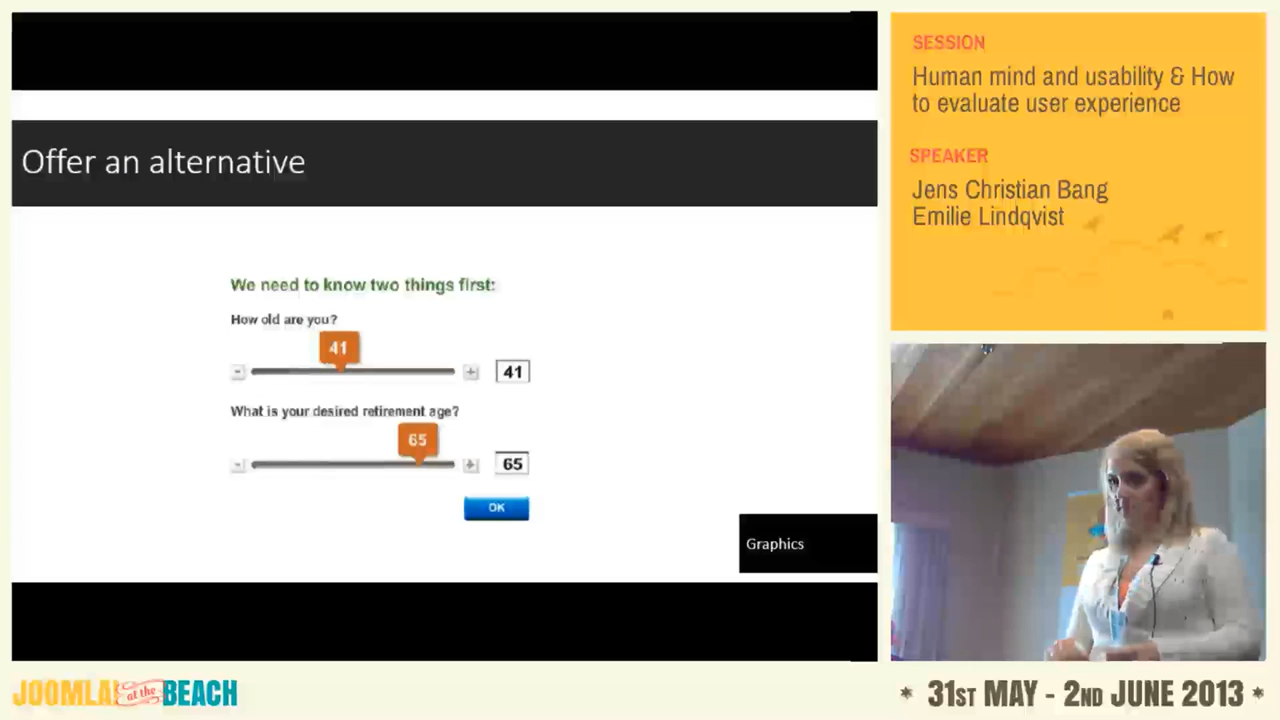 Offer an alternative
We need to know two things first:
How old are you?
41
- + 41
What is your desired retirement age?
65
- + 65
OK
Graphics
SESSION
Human mind and usability & How
to evaluate user experience
SPEAKER
Jens Christian Bang
Emilie Lindqvist
JOOMLA! at the BEACH
* 31ST MAY - 2ND JUNE 2013 *